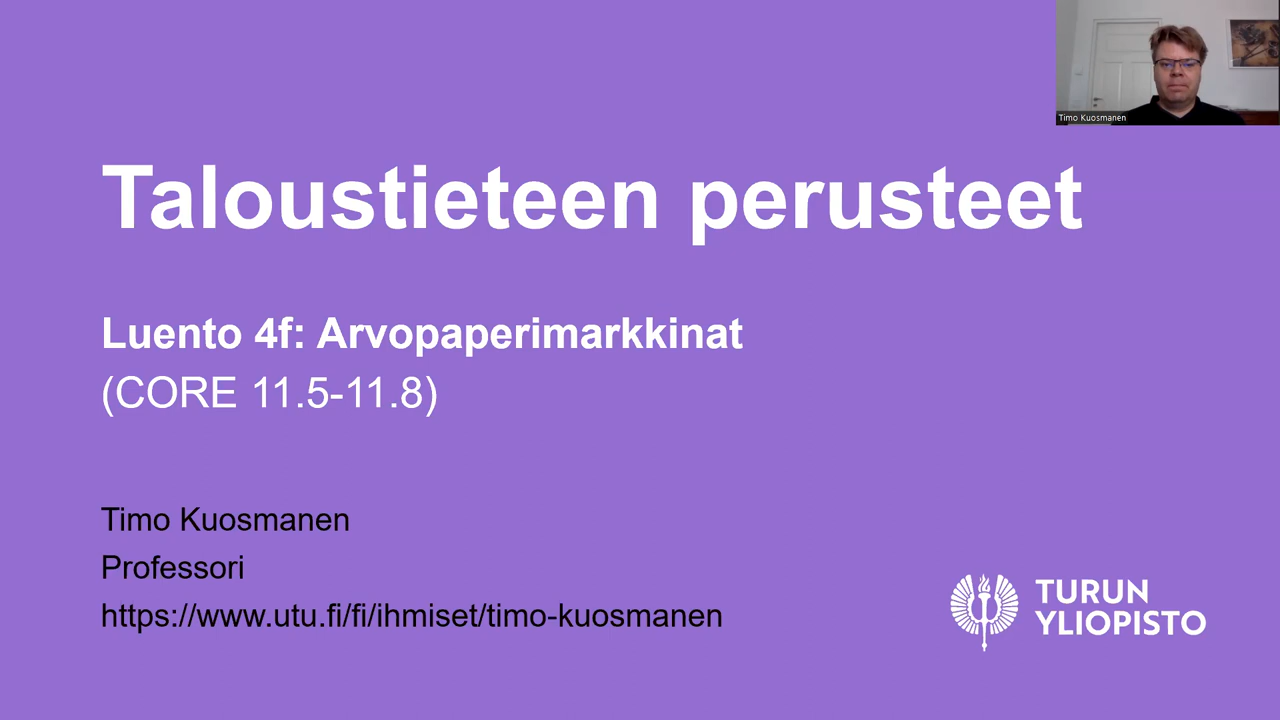 Timo Kuosmanen
Taloustieteen perusteet
Luento 4f: Arvopaperimarkkinat
(CORE 11.5-11.8)
Timo Kuosmanen
Professori
https://www.utu.fi/fi/ihmiset/timo-kuosmanen
TURUN
YLIOPISTO